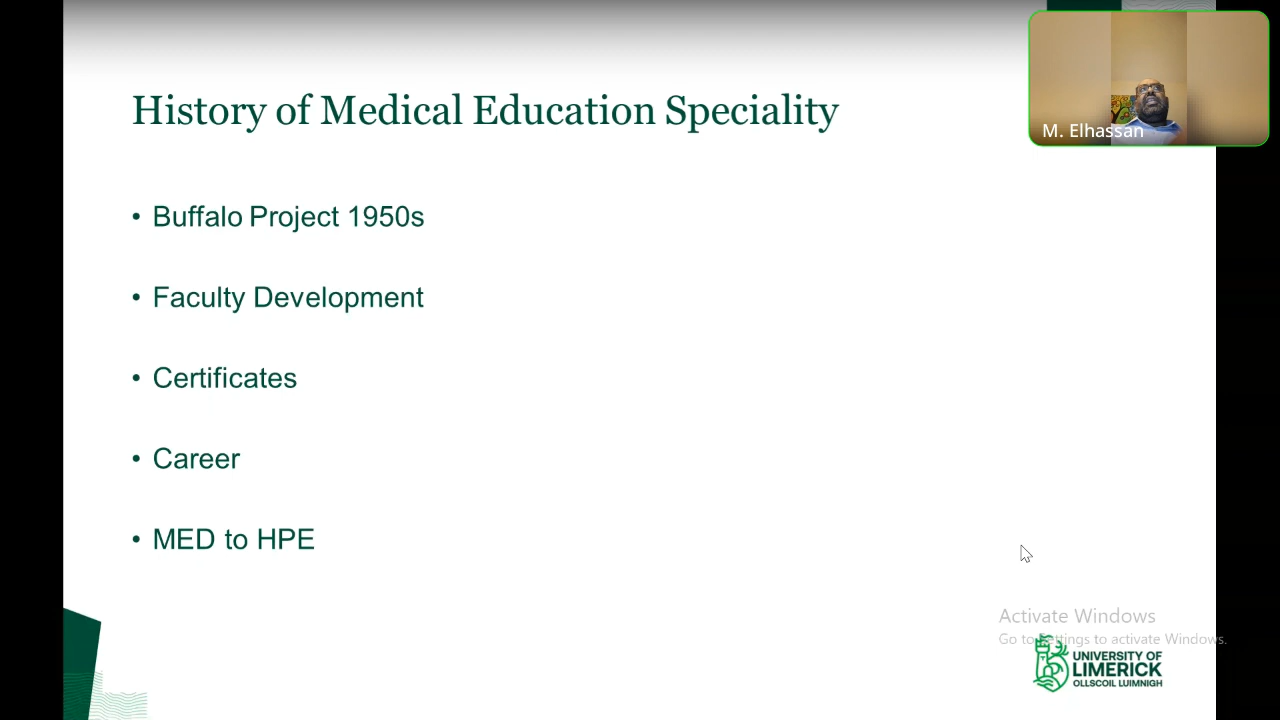 History of Medical Education Speciality
M. Elhassan
• Buffalo Project 1950s
• Faculty Development
• Certificates
• Career
• MED to HPE
Activate Windows
Go to Settings to activate Windows.
UNIVERSITY OF
LIMERICK
OLLSCOIL LUIMNIGH